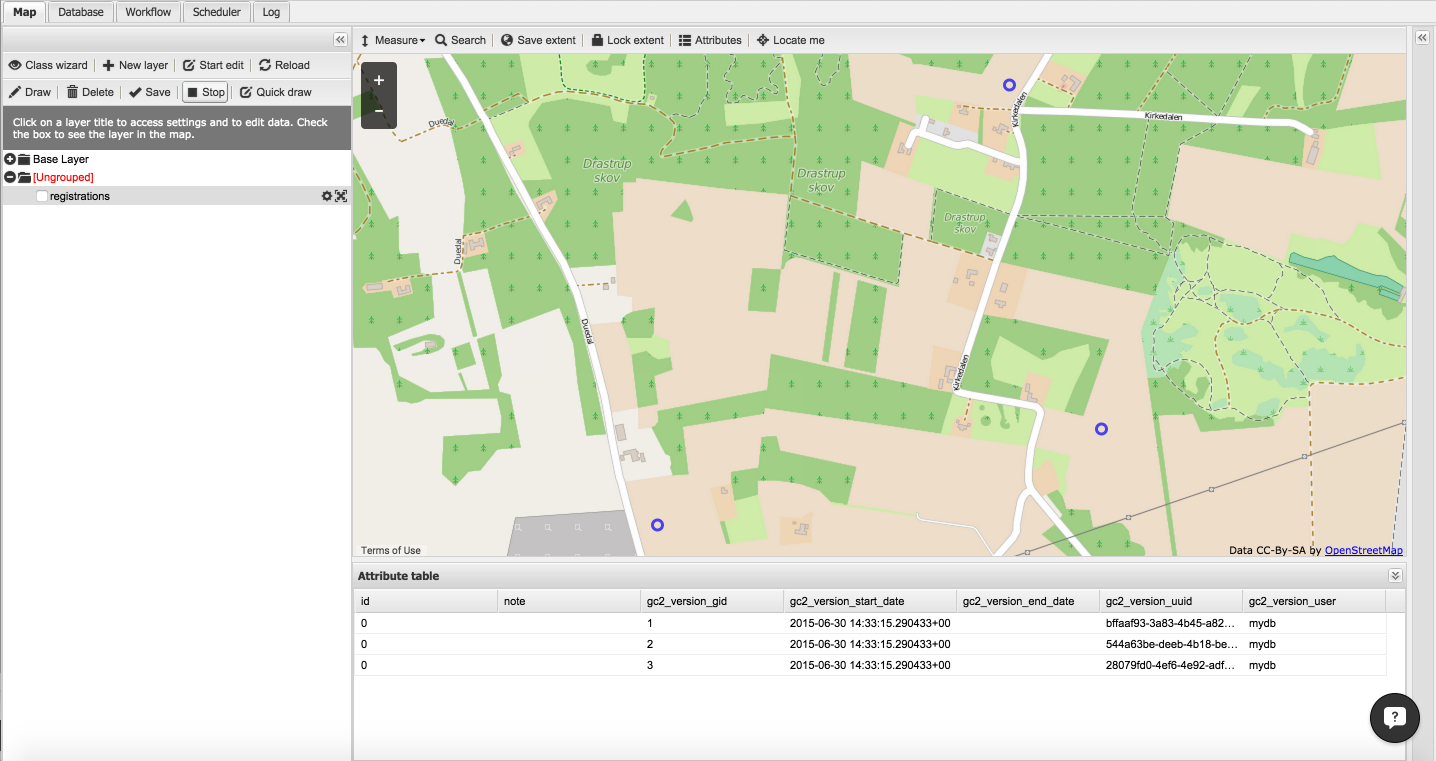 Map Database Workflow Scheduler Log
Measure Search Save extent Lock extent Attributes Locate me
Class wizard New layer Start edit Reload
Draw Delete Save Stop Quick draw
Click on a layer title to access settings and to edit data. Check
the box to see the layer in the map.
Base Layer
[Ungrouped]
registrations
+
−
Duedal
Kirkedalen
Kirkedalen
Drastrup
skov
Drastrup
skov
Drastrup
skov
Duedal
Duedal
Kirkedalen
Terms of Use
Data CC-By-SA by OpenStreetMap
Attribute table
id note gc2_version_gid gc2_version_start_date gc2_version_end_date gc2_version_uuid gc2_version_user
0 1 2015-06-30 14:33:15.290433+00 bffaaf93-3a83-4b45-a82... mydb
0 2 2015-06-30 14:33:15.290433+00 544a63be-deeb-4b18-be... mydb
0 3 2015-06-30 14:33:15.290433+00 28079fd0-4ef6-4e92-adf... mydb
?